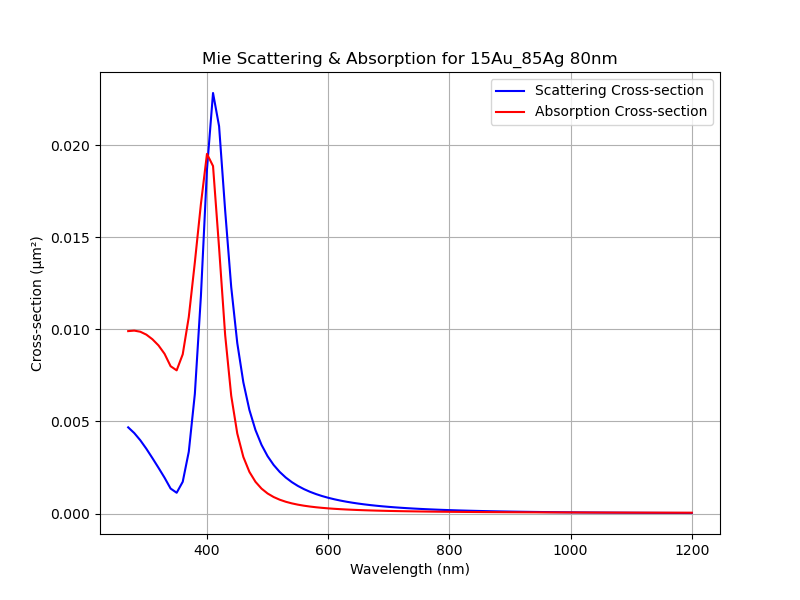 Mie Scattering & Absorption for 15Au_85Ag 80nm
Scattering Cross-section
Absorption Cross-section
Cross-section (μm²)
0.020
0.015
0.010
0.005
0.000
400
600
800
1000
1200
Wavelength (nm)